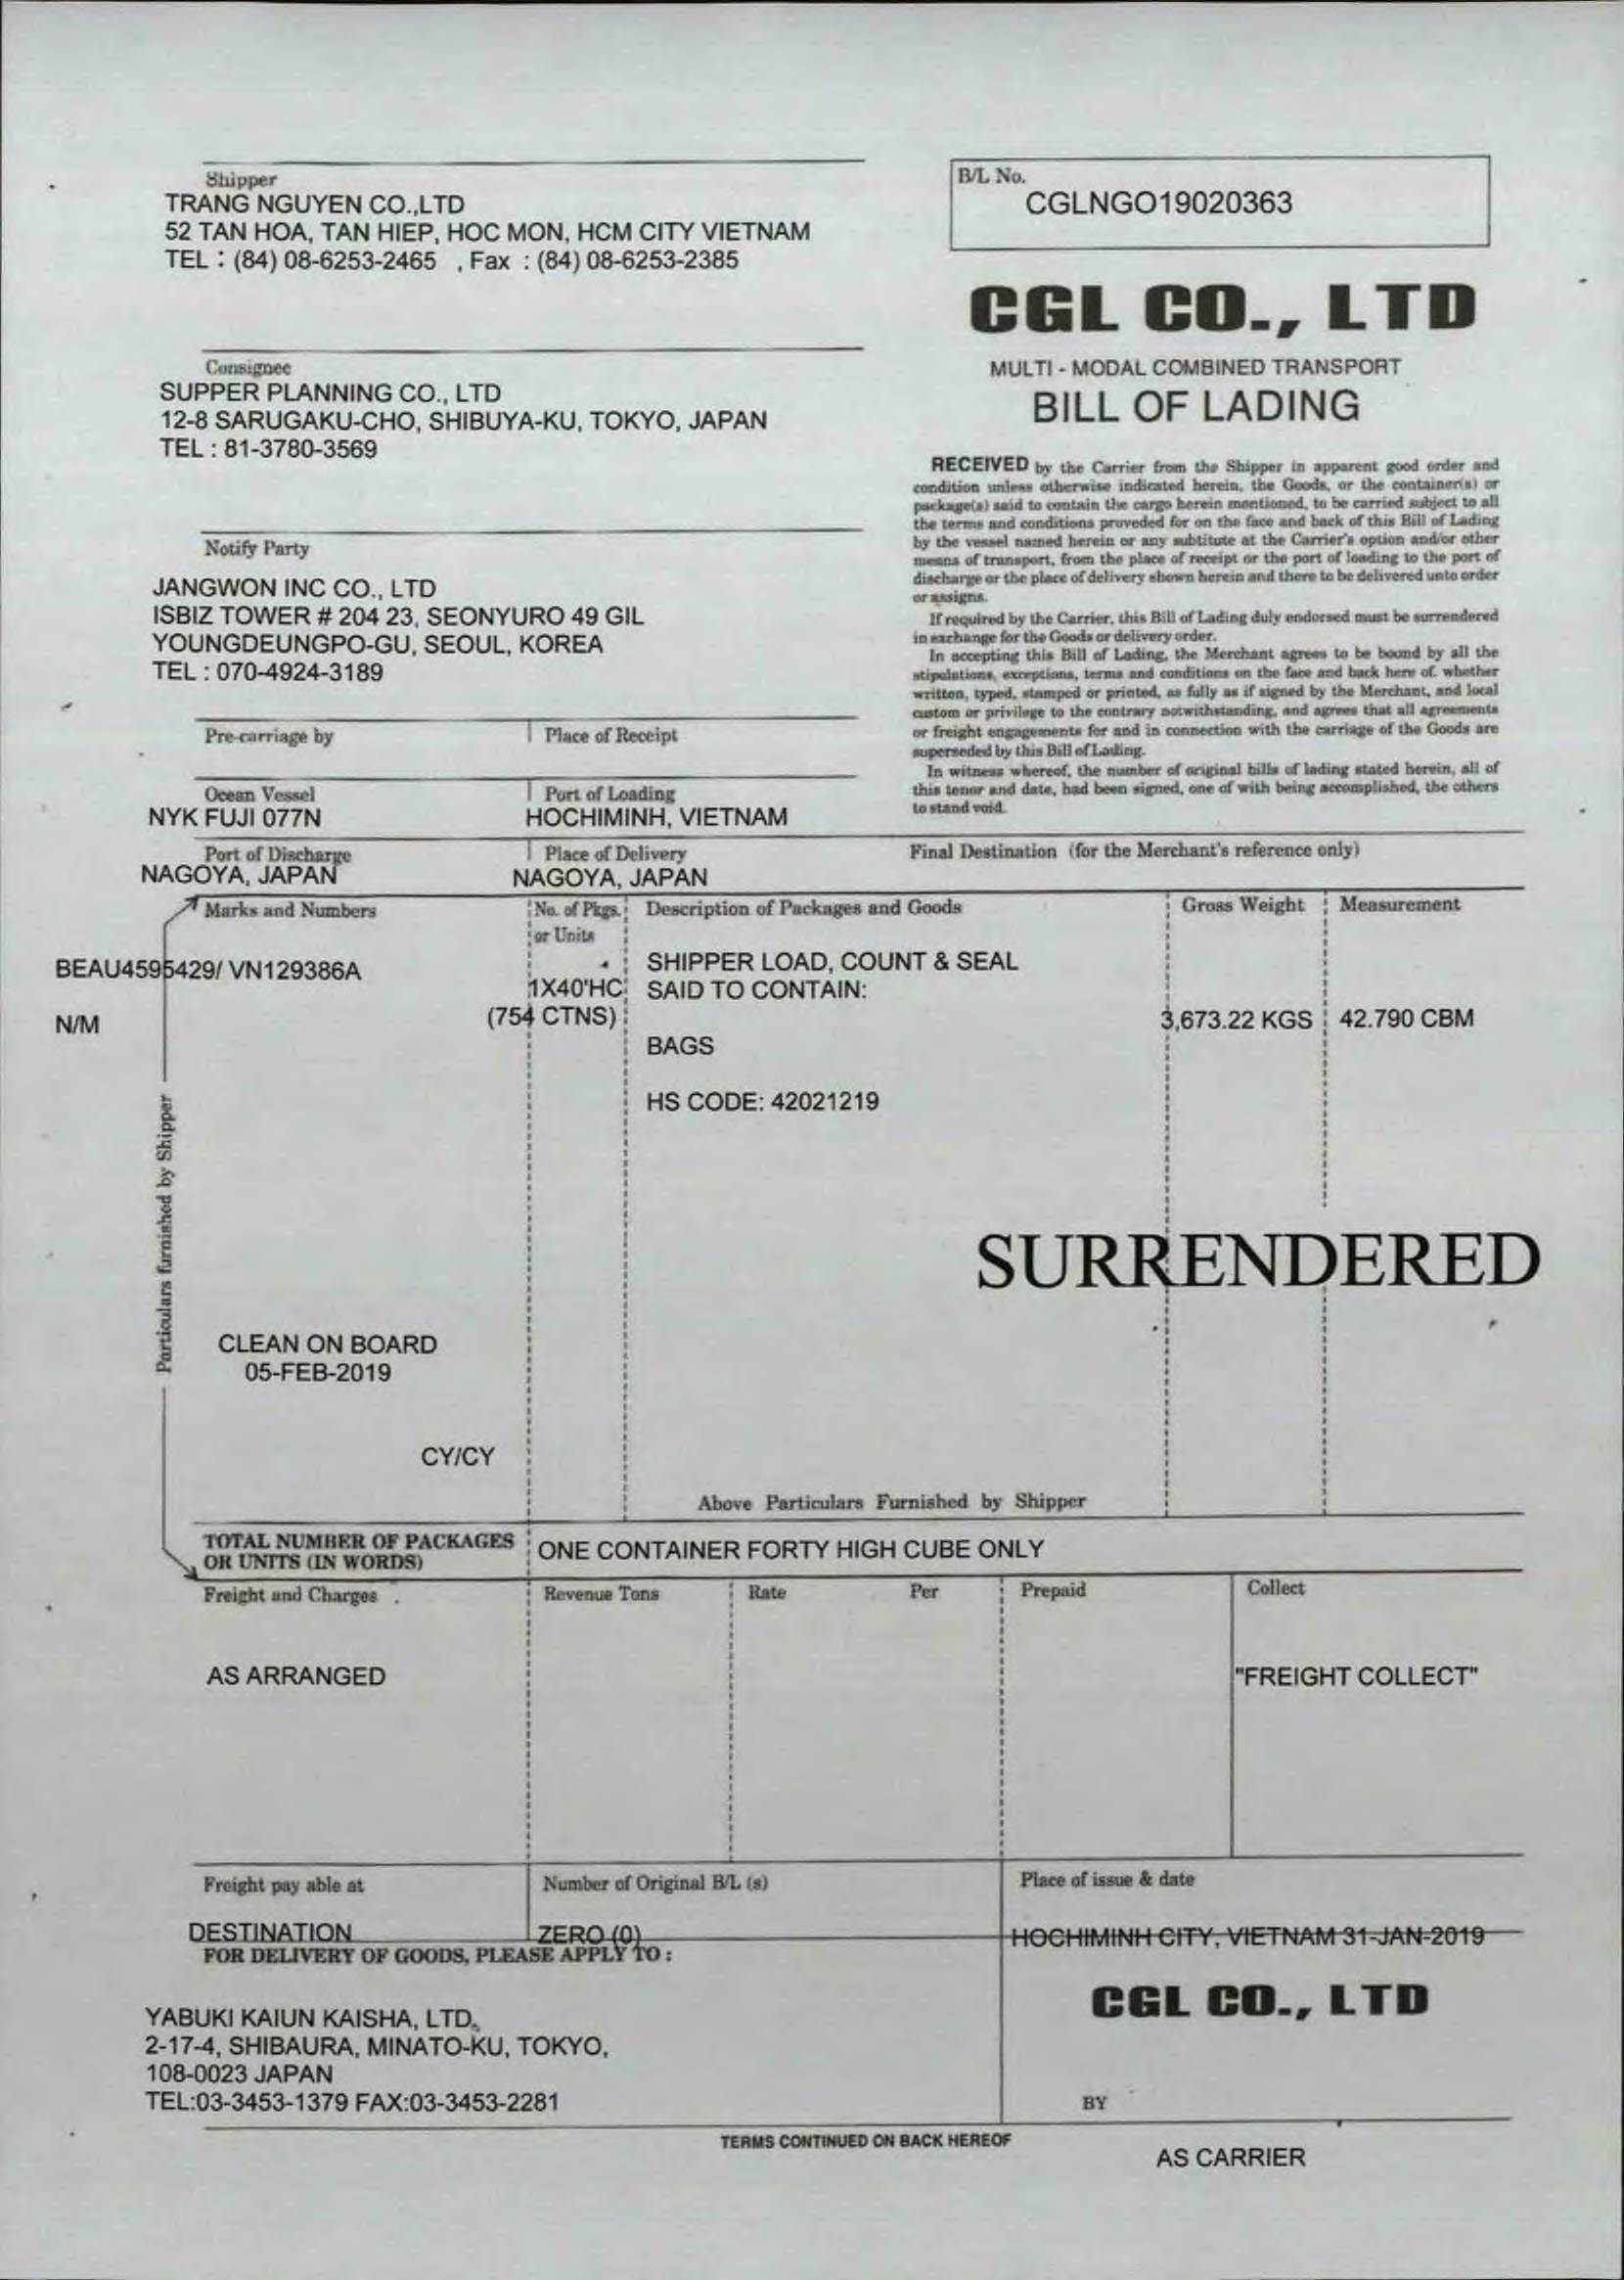 Shipper
TRANG NGUYEN CO.,LTD
52 TAN HOA, TAN HIEP, HOC MON, HCM CITY VIETNAM
TEL : (84) 08-6253-2465 , Fax : (84) 08-6253-2385
B/L No.
CGLNGO19020363
CGL CO., LTD
MULTI - MODAL COMBINED TRANSPORT
BILL OF LADING
Consignee
SUPPER PLANNING CO., LTD
12-8 SARUGAKU-CHO, SHIBUYA-KU, TOKYO, JAPAN
TEL : 81-3780-3569
Notify Party
JANGWON INC CO., LTD
ISBIZ TOWER # 204 23, SEONYURO 49 GIL
YOUNGDEUNGPO-GU, SEOUL, KOREA
TEL : 070-4924-3189
RECEIVED by the Carrier from the Shipper in apparent good order and
condition unless otherwise indicated herein, the Goods, or the container(s) or
package(s) said to contain the cargo herein mentioned, to be carried subject to all
the terms and conditions proveded for on the face and back of this Bill of Lading
by the vessel named herein or any subtitute at the Carrier's option and/or other
means of transport, from the place of receipt or the port of loading to the port of
discharge or the place of delivery shown herein and there to be delivered unto order
or assigns.
If required by the Carrier, this Bill of Lading duly endorsed must be surrendered
in exchange for the Goods or delivery order.
In accepting this Bill of Lading, the Merchant agrees to be bound by all the
stipulations, exceptions, terms and conditions on the face and back here of, whether
written, typed, stamped or printed, as fully as if signed by the Merchant, and local
custom or privilege to the contrary notwithstanding, and agrees that all agreements
or freight engagements for and in connection with the carriage of the Goods are
superseded by this Bill of Lading.
In witness whereof, the number of original bills of lading stated herein, all of
this tenor and date, had been signed, one of with being accomplished, the others
to stand void.
Pre-carriage by
Place of Receipt
Ocean Vessel
NYK FUJI 077N
Port of Loading
HOCHIMINH, VIETNAM
Port of Discharge
NAGOYA, JAPAN
Place of Delivery
NAGOYA, JAPAN
Final Destination (for the Merchant's reference only)
Marks and Numbers
No. of Pkgs.
or Units
Description of Packages and Goods
Gross Weight
Measurement
BEAU4595429/ VN129386A
N/M
1X40'HC
(754 CTNS)
SHIPPER LOAD, COUNT & SEAL
SAID TO CONTAIN:
BAGS
HS CODE: 42021219
3,673.22 KGS
42.790 CBM
Particulars furnished by Shipper
SURRENDERED
CLEAN ON BOARD
05-FEB-2019
CY/CY
Above Particulars Furnished by Shipper
TOTAL NUMBER OF PACKAGES
OR UNITS (IN WORDS)
ONE CONTAINER FORTY HIGH CUBE ONLY
Freight and Charges
Revenue Tons
Rate
Per
Prepaid
Collect
AS ARRANGED
"FREIGHT COLLECT"
Freight pay able at
DESTINATION
Number of Original B/L (s)
ZERO (0)
Place of issue & date
HOCHIMINH CITY, VIETNAM 31-JAN-2019
FOR DELIVERY OF GOODS, PLEASE APPLY TO :
YABUKI KAIUN KAISHA, LTD.
2-17-4, SHIBAURA, MINATO-KU, TOKYO,
108-0023 JAPAN
TEL:03-3453-1379 FAX:03-3453-2281
CGL CO., LTD
BY
TERMS CONTINUED ON BACK HEREOF
AS CARRIER